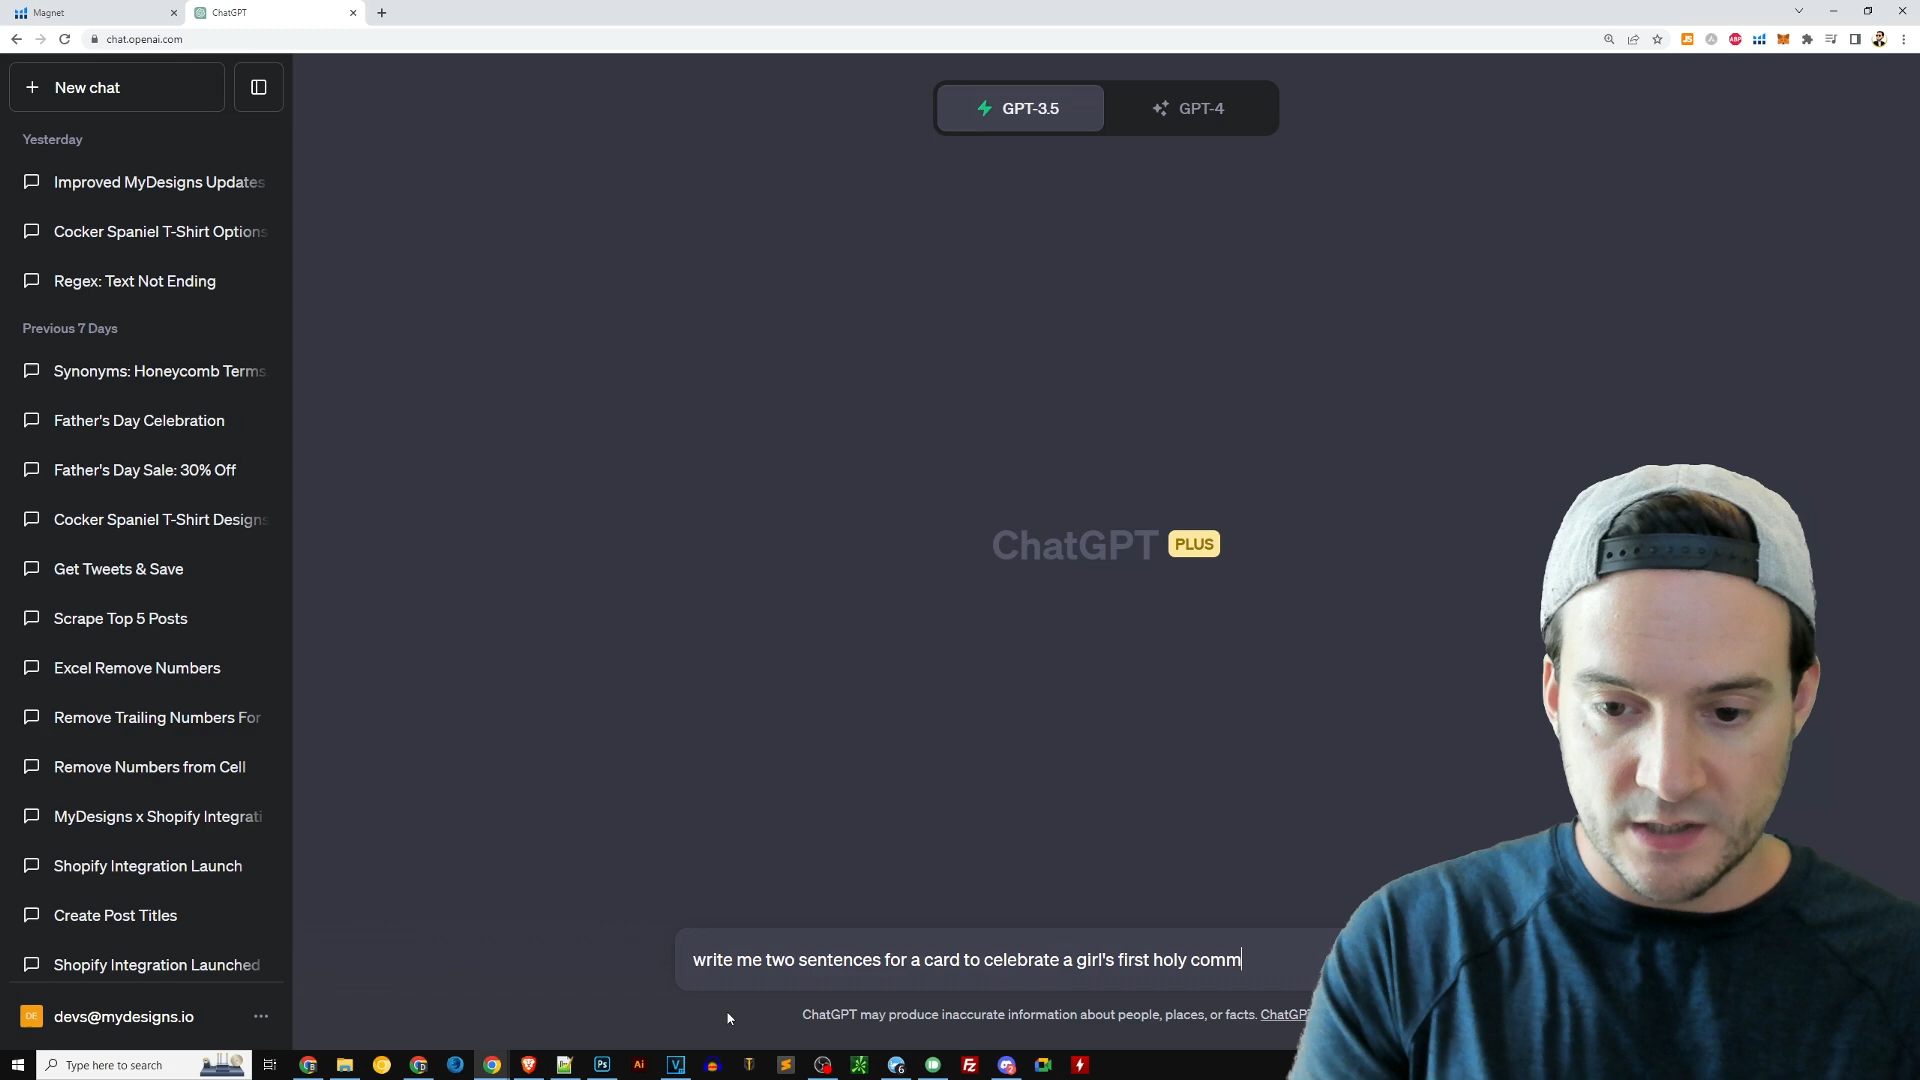 Magnet
ChatGPT
chat.openai.com
New chat
GPT-3.5
GPT-4
Yesterday
Improved MyDesigns Updates
Cocker Spaniel T-Shirt Options
Regex: Text Not Ending
Previous 7 Days
Synonyms: Honeycomb Terms
Father's Day Celebration
Father's Day Sale: 30% Off
Cocker Spaniel T-Shirt Designs
Get Tweets & Save
Scrape Top 5 Posts
Excel Remove Numbers
Remove Trailing Numbers For
Remove Numbers from Cell
MyDesigns x Shopify Integrati
Shopify Integration Launch
Create Post Titles
Shopify Integration Launched
DE devs@mydesigns.io
ChatGPT PLUS
write me two sentences for a card to celebrate a girl's first holy comm
ChatGPT may produce inaccurate information about people, places, or facts. ChatGPT
Type here to search